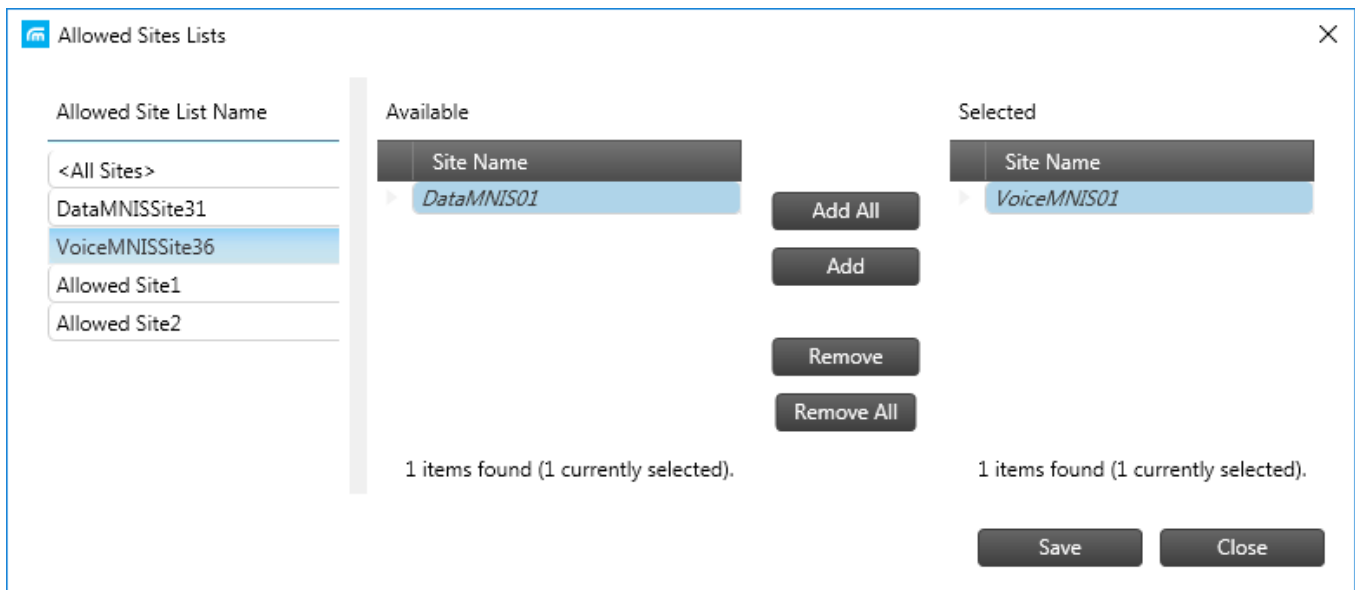 Allowed Sites Lists
Allowed Site List Name
<All Sites>
DataMNISSite31
VoiceMNISSite36
Allowed Site1
Allowed Site2
Available
Site Name
DataMNIS01
1 items found (1 currently selected).
Add All
Add
Remove
Remove All
Selected
Site Name
VoiceMNIS01
1 items found (1 currently selected).
Save
Close